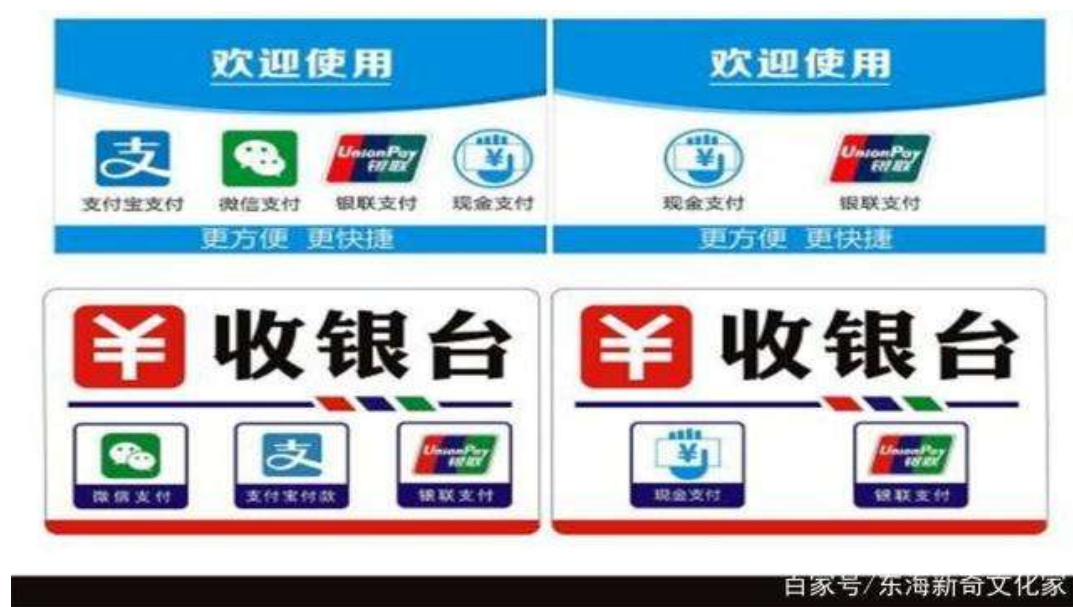 欢迎使用
欢迎使用
支
UnionPay
银联
¥
¥
UnionPay
银联
支付宝支付 微信支付 银联支付 现金支付
现金支付 银联支付
更方便 更快捷
更方便 更快捷
¥ 收银台
¥ 收银台
支
UnionPay
银联
¥
UnionPay
银联
微信支付 支付宝付款 银联支付
现金支付 银联支付
百家号/东海新奇文化家